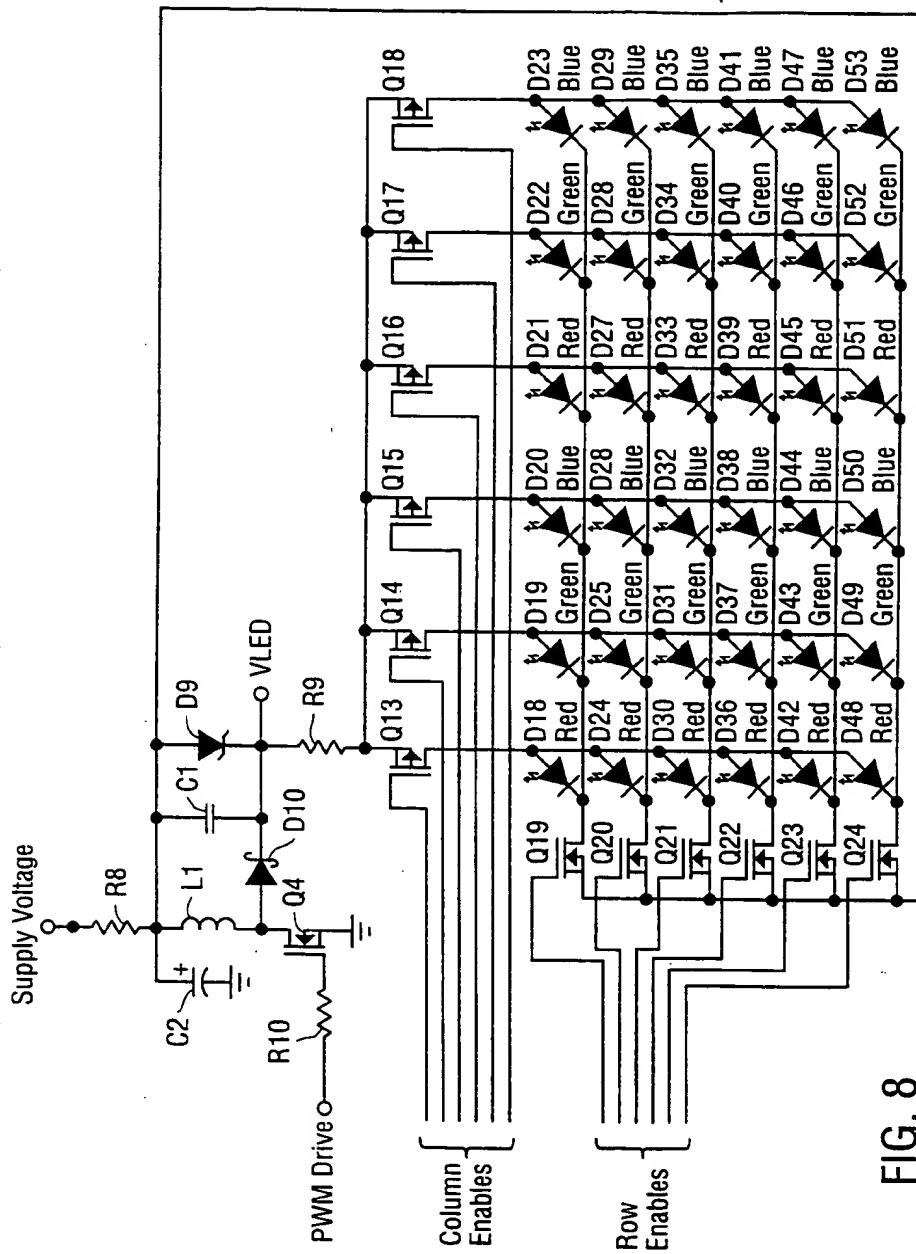 Supply Voltage
R8
C2
L1
C1
D9
D10
VLED
Q4
R10
R9
PWM Drive
Q13
Q14
Q15
Q16
Q17
Q18
Column
Enables
D18 D19 D20 D21 D22 D23
Red Green Blue Red Green Blue
Q19
D24 D25 D28 D27 D28 D29
Red Green Blue Red Green Blue
Q20
D30 D31 D32 D33 D34 D35
Red Green Blue Red Green Blue
Q21
D36 D37 D38 D39 D40 D41
Red Green Blue Red Green Blue
Q22
D42 D43 D44 D45 D46 D47
Red Green Blue Red Green Blue
Q23
D48 D49 D50 D51 D52 D53
Red Green Blue Red Green Blue
Q24
Row
Enables
FIG. 8